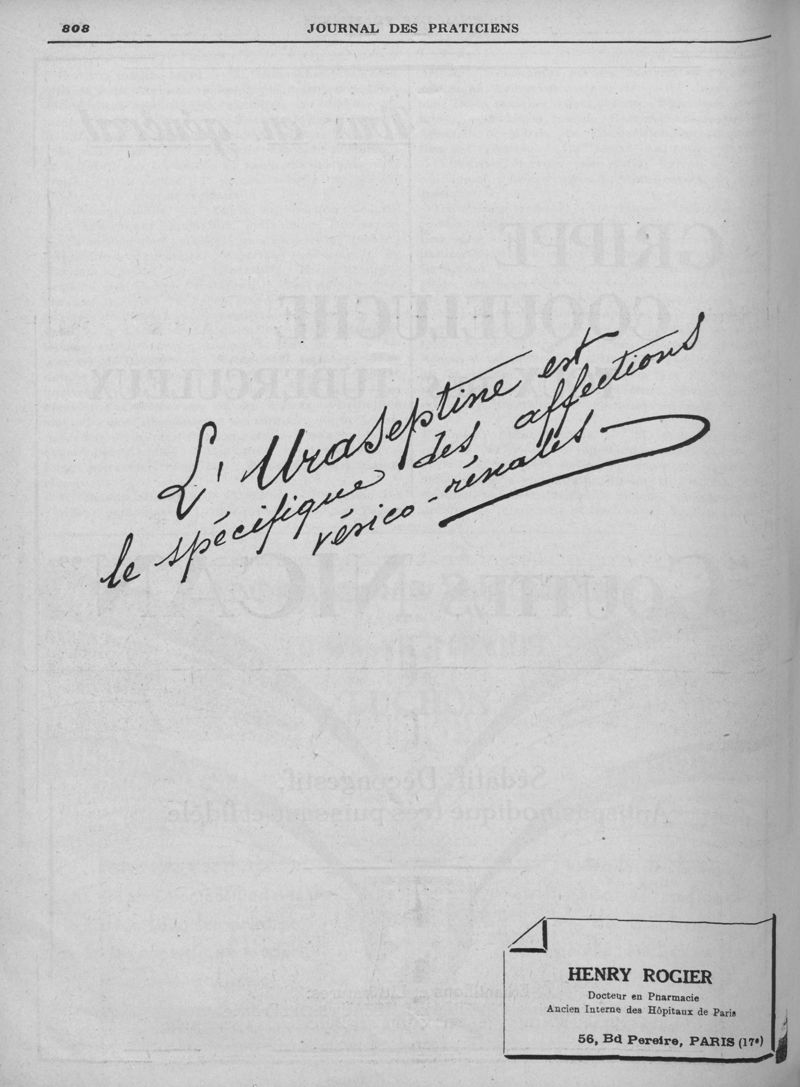 808
JOURNAL DES PRATICIENS
L'Uraseptine est
le spécifique des affections
vésico-rénales
HENRY ROGIER
Docteur en Pharmacie
Ancien Interne des Hôpitaux de Paris
56, Bd Pereire, PARIS (17e)